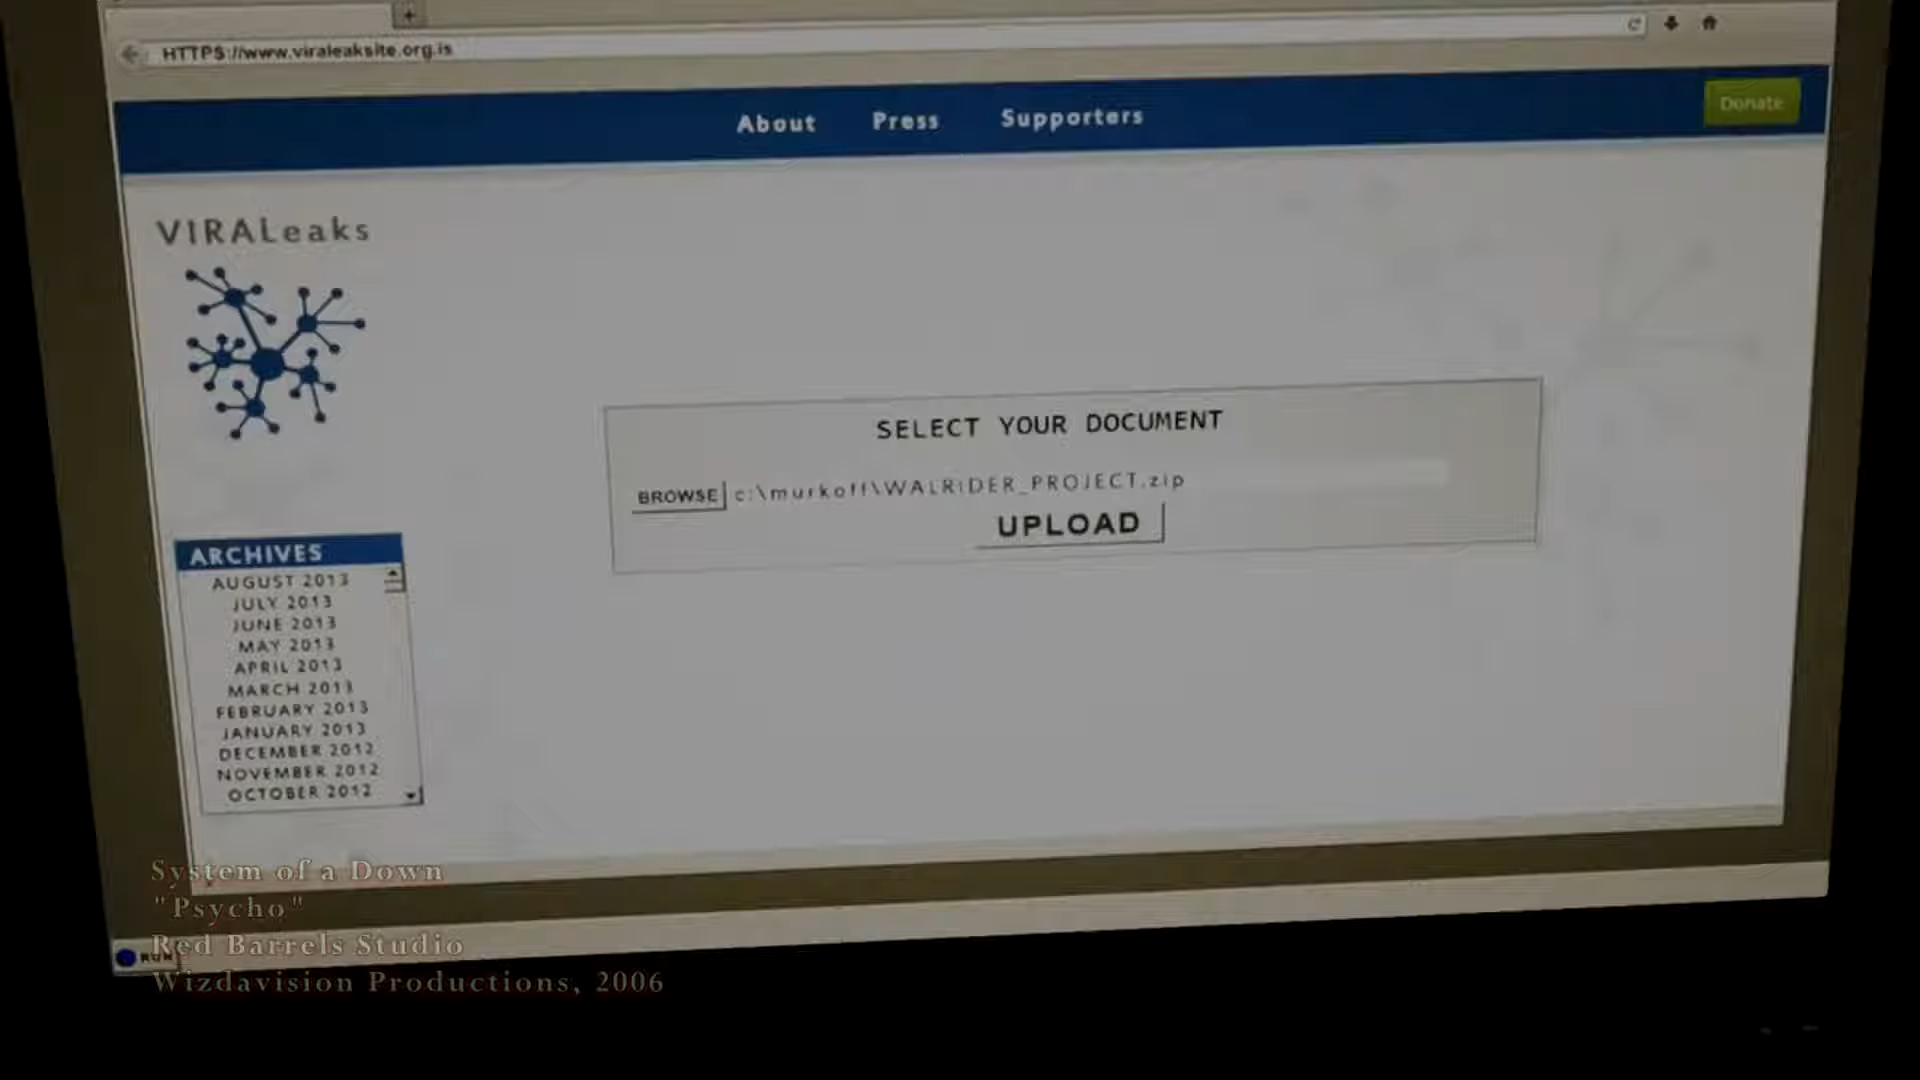 HTTPS://www.viraleaksite.org.is
About Press Supporters
Donate
VIRALeaks
SELECT YOUR DOCUMENT
BROWSE c:\murkoff\WALRIDER_PROJECT.zip
UPLOAD
ARCHIVES
AUGUST 2013
JULY 2013
JUNE 2013
MAY 2013
APRIL 2013
MARCH 2013
FEBRUARY 2013
JANUARY 2013
DECEMBER 2012
NOVEMBER 2012
OCTOBER 2012
System of a Down
"Psycho"
Red Barrels Studio
RUN
Wizdavision Productions, 2006